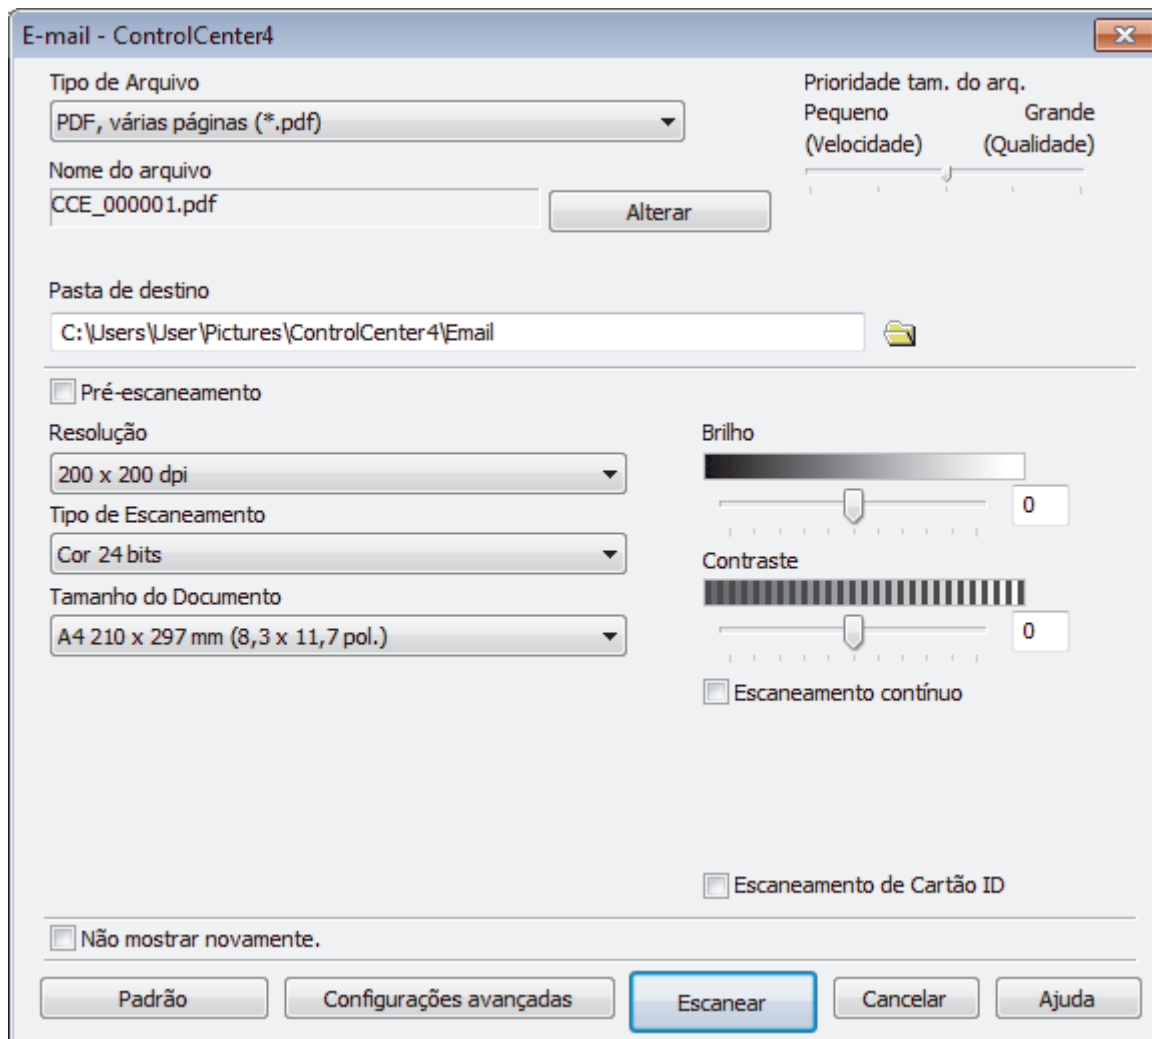 E-mail - ControlCenter4
Tipo de Arquivo
PDF, várias páginas (*.pdf)
Nome do arquivo
CCE_000001.pdf
Alterar
Prioridade tam. do arq.
Pequeno Grande
(Velocidade) (Qualidade)
Pasta de destino
C:\Users\User\Pictures\ControlCenter4\Email
Pré-escaneamento
Resolução
200 x 200 dpi
Tipo de Escaneamento
Cor 24 bits
Tamanho do Documento
A4 210 x 297 mm (8,3 x 11,7 pol.)
Brilho
0
Contraste
0
Escaneamento contínuo
Escaneamento de Cartão ID
Não mostrar novamente.
Padrão Configurações avançadas Escanear Cancelar Ajuda